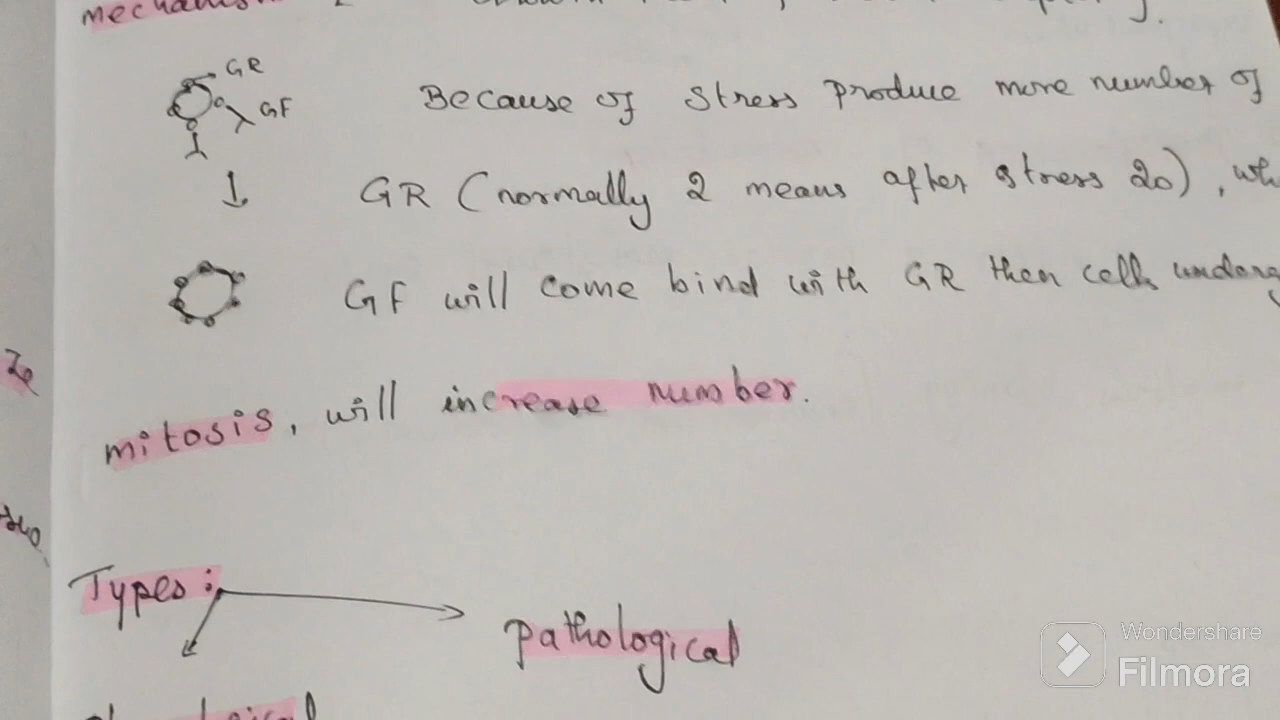 mechanism
GR
GF
Because of stress produce more number of
GR (normally 2 means after stress 20),
GF will come bind with GR then cells
mitosis, will increase number.
Types:
pathological
Wondershare
Filmora